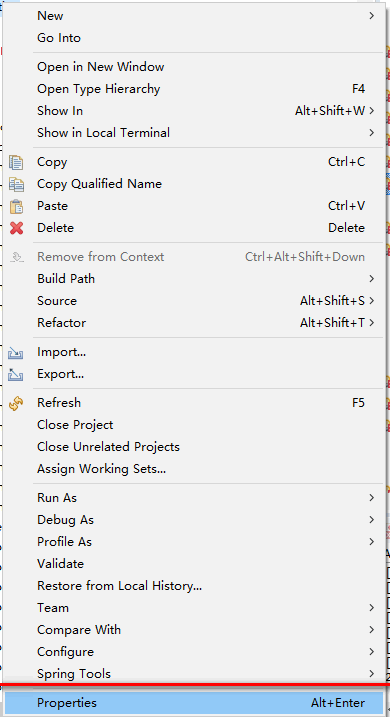 New
Go Into
Open in New Window
Open Type Hierarchy F4
Show In Alt+Shift+W
Show in Local Terminal
Copy Ctrl+C
Copy Qualified Name
Paste Ctrl+V
Delete Delete
Remove from Context Ctrl+Alt+Shift+Down
Build Path
Source Alt+Shift+S
Refactor Alt+Shift+T
Import...
Export...
Refresh F5
Close Project
Close Unrelated Projects
Assign Working Sets...
Run As
Debug As
Profile As
Validate
Restore from Local History...
Team
Compare With
Configure
Spring Tools
Properties Alt+Enter